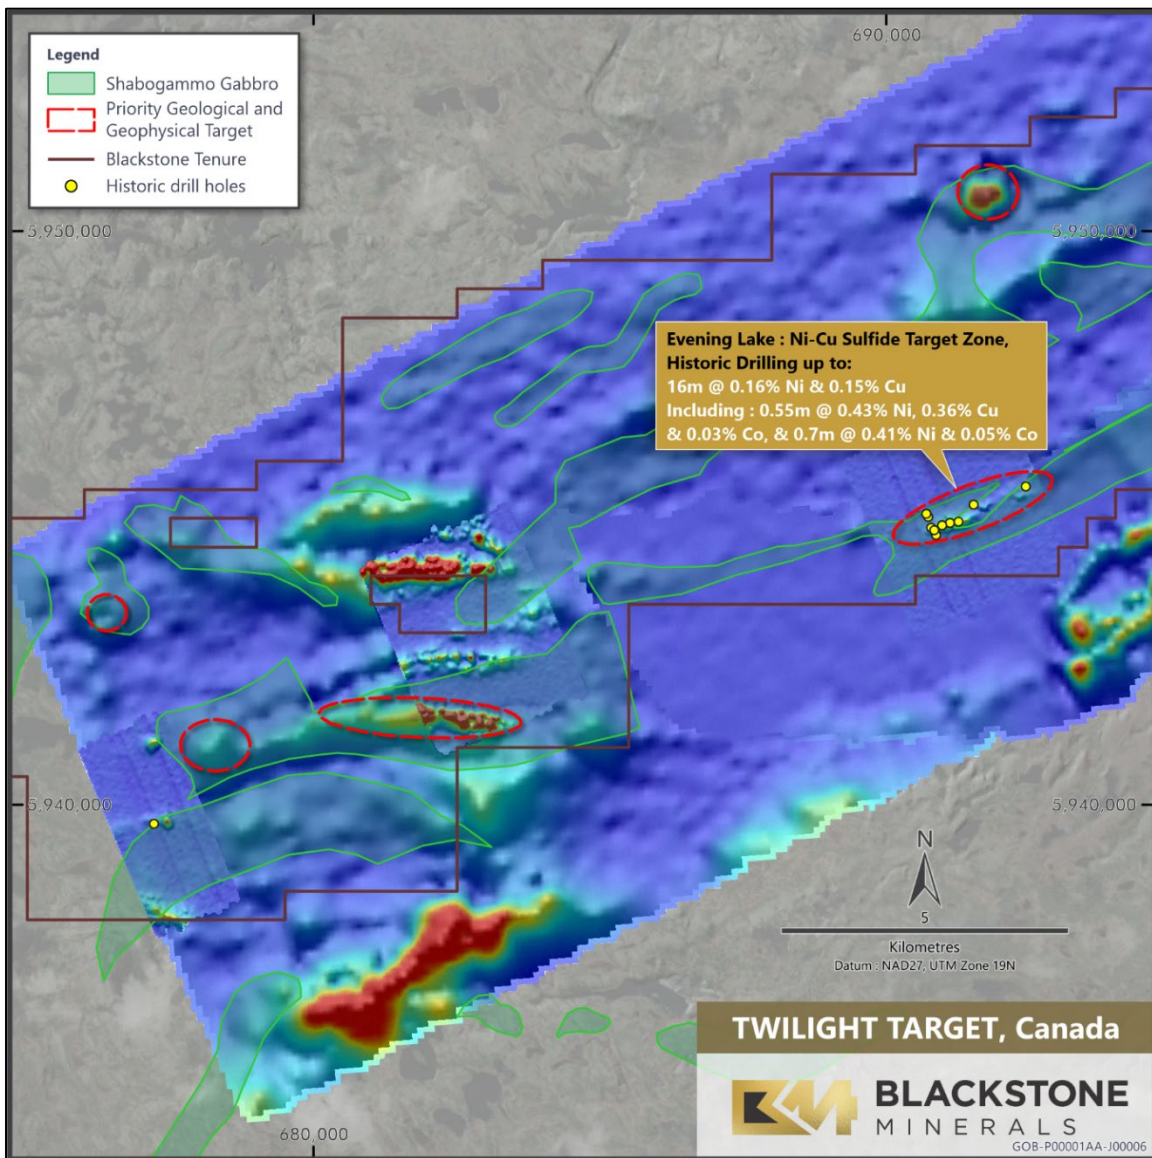 690,000
Legend
Shabogammo Gabbro
Priority Geological and
Geophysical Target
Blackstone Tenure
Historic drill holes
5,950,000
5,950,000
Evening Lake : Ni-Cu Sulfide Target Zone,
Historic Drilling up to:
16m @ 0.16% Ni & 0.15% Cu
Including : 0.55m @ 0.43% Ni, 0.36% Cu
& 0.03% Co, & 0.7m @ 0.41% Ni & 0.05% Co
5,940,000
5,940,000
N
5
Kilometres
Datum : NAD27, UTM Zone 19N
TWILIGHT TARGET, Canada
BM BLACKSTONE
MINERALS
GOB-P00001AA-J00006
680,000